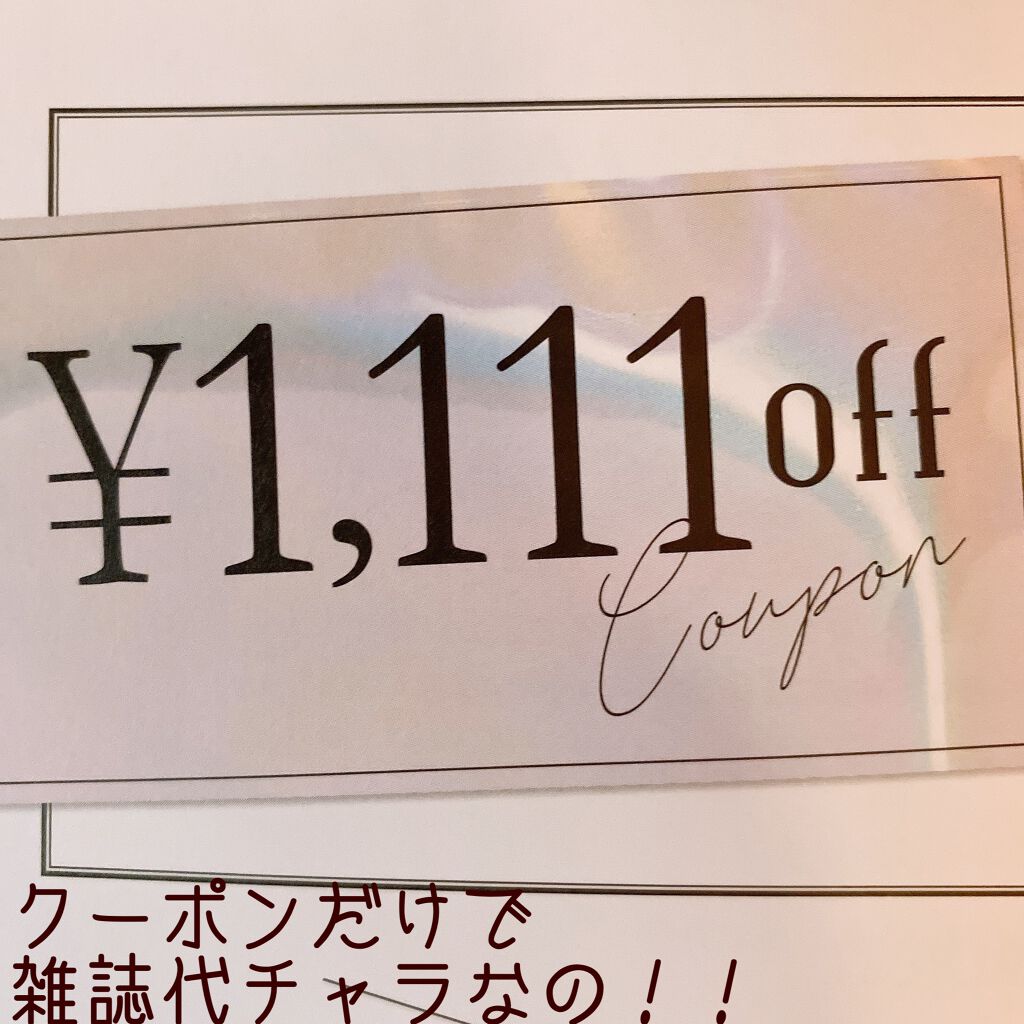 ¥1,111off
Coupon
クーポンだけで
雑誌代チャラなの！！